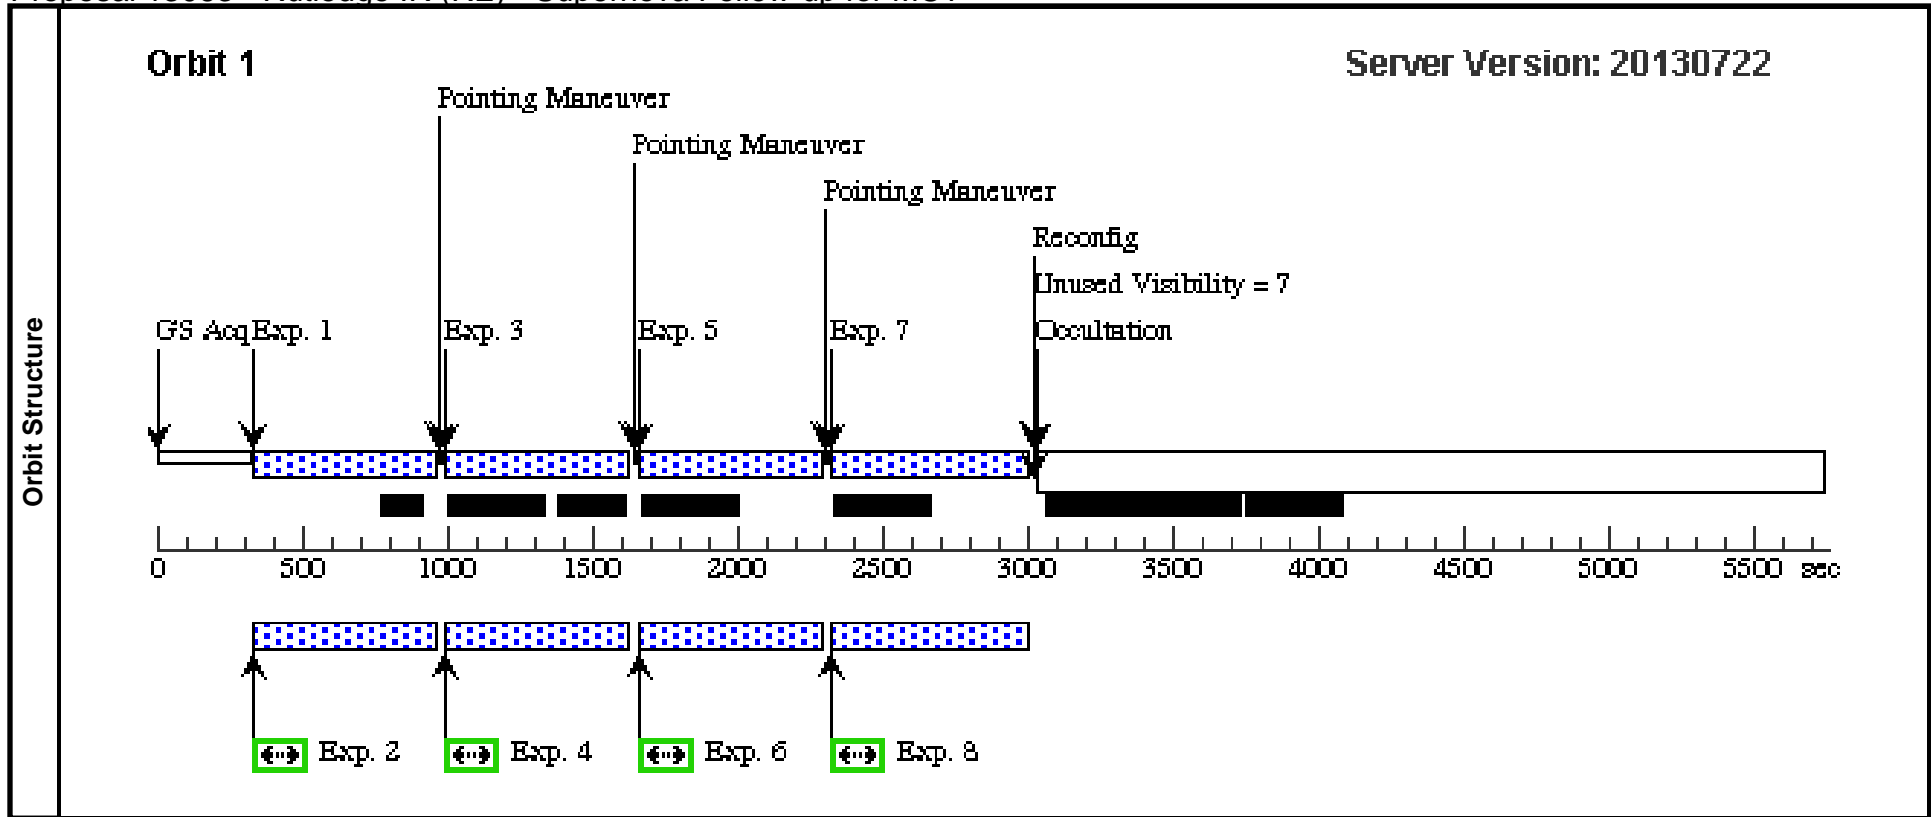 Orbit 1
Server Version: 20130722
Pointing Maneuver
Pointing Maneuver
Pointing Maneuver
Reconfig
Unused Visibility = 7
GS Acq Exp. 1 Exp. 3 Exp. 5 Exp. 7 Occultation
Orbit Structure
0 500 1000 1500 2000 2500 3000 3500 4000 4500 5000 5500 sec
Exp. 2 Exp. 4 Exp. 6 Exp. 8